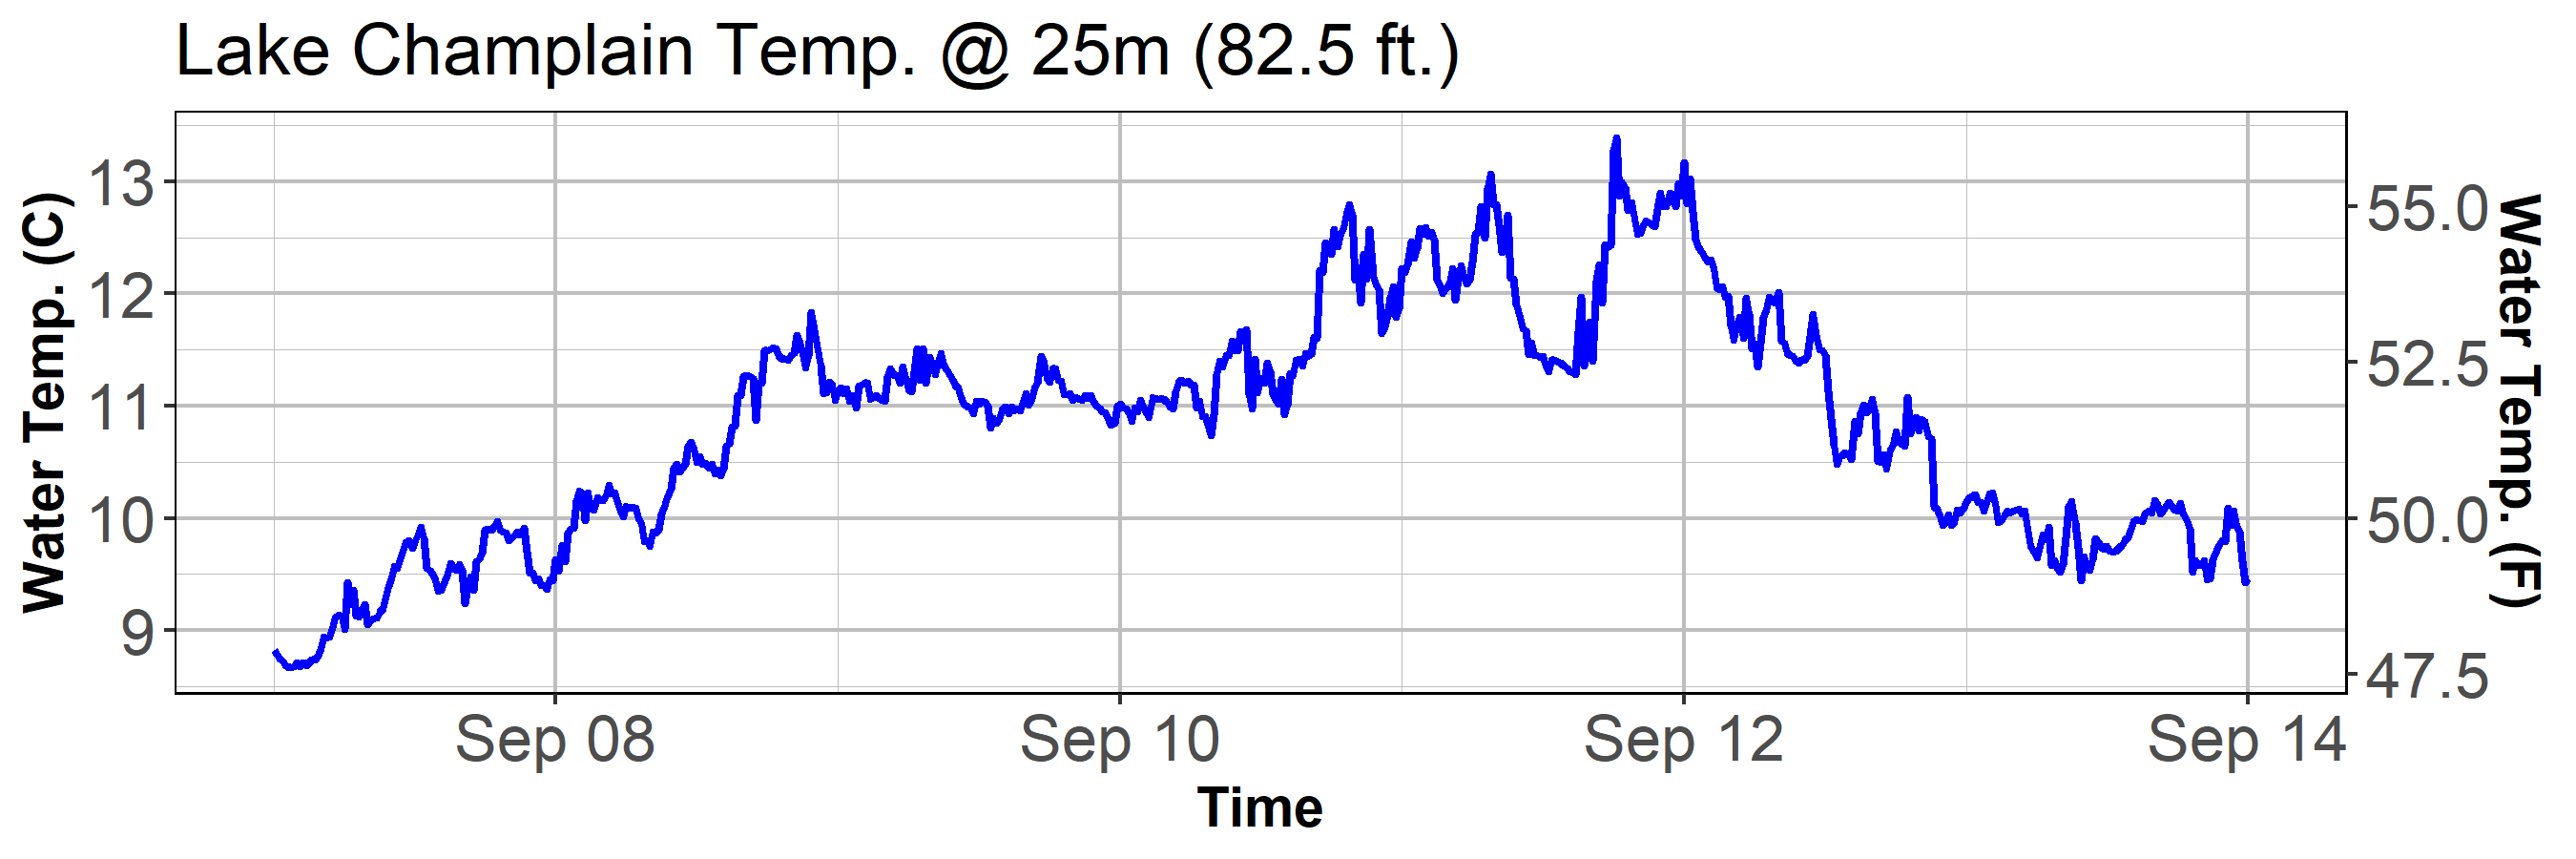 Lake Champlain Temp. @ 25m (82.5 ft.)
Water Temp. (C)
13
12
11
10
9
55.0
52.5
50.0
47.5
Water Temp. (F)
Sep 08 Sep 10 Sep 12 Sep 14
Time